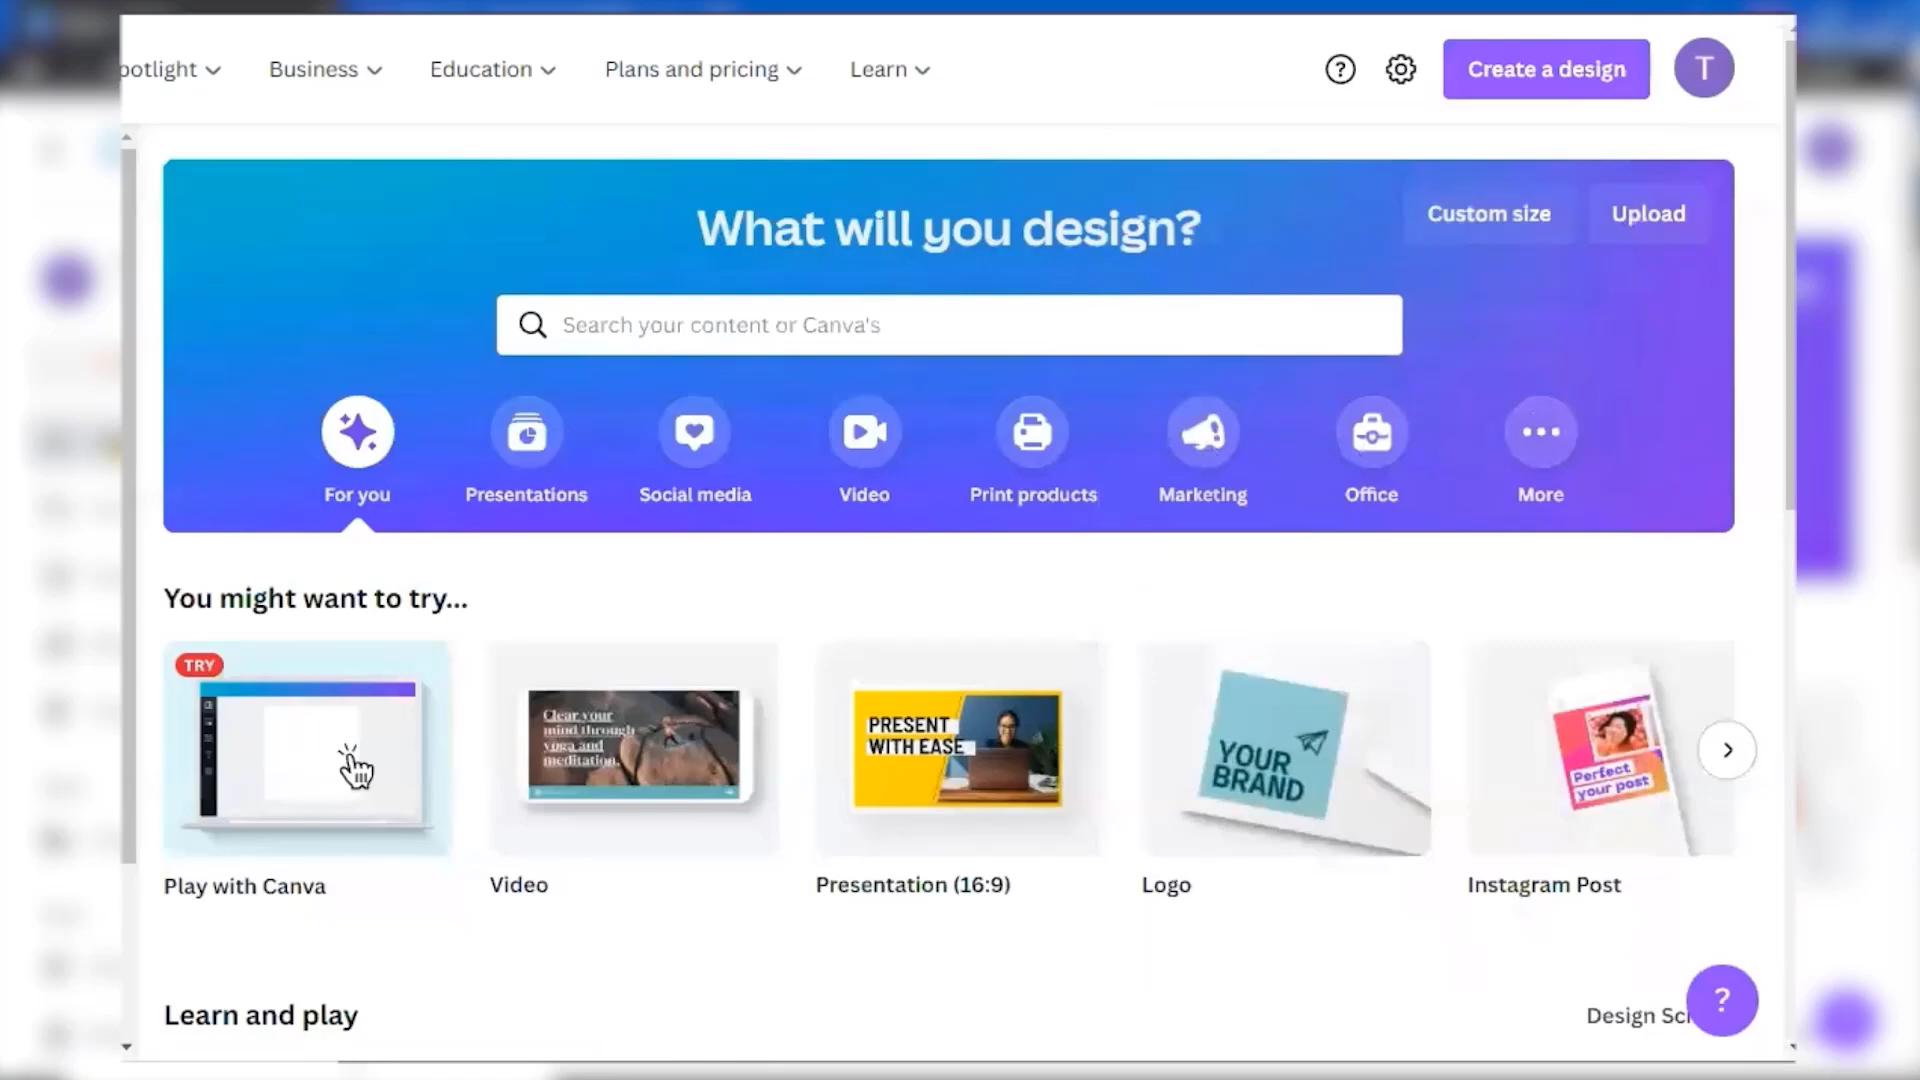 potlight
Business
Education
Plans and pricing
Learn
?
Create a design
T
What will you design?
Custom size
Upload
Search your content or Canva's
For you
Presentations
Social media
Video
Print products
Marketing
Office
More
You might want to try...
TRY
Clear your
mind through
yoga and
meditation.
PRESENT
WITH EASE
YOUR
BRAND
Perfect
your post
Play with Canva
Video
Presentation (16:9)
Logo
Instagram Post
Learn and play
Design Sc
?